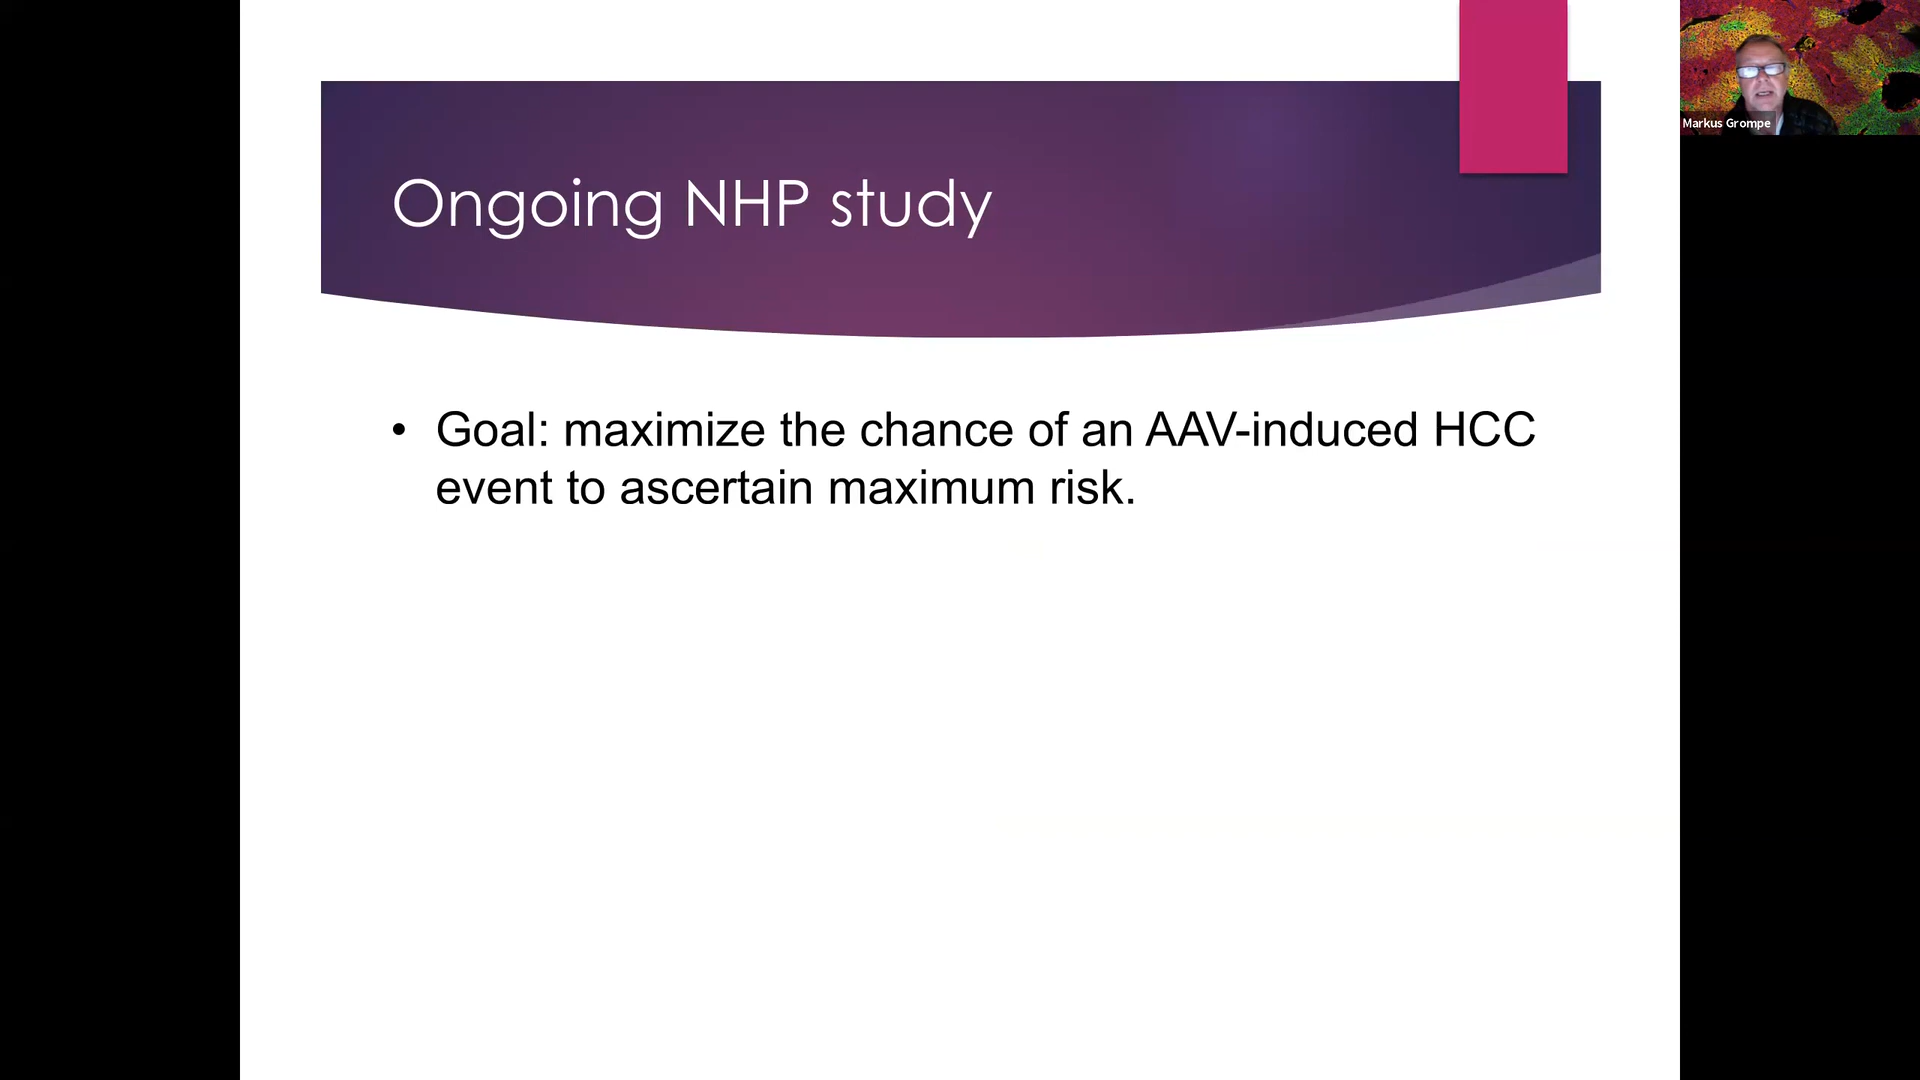 Ongoing NHP study
• Goal: maximize the chance of an AAV-induced HCC
event to ascertain maximum risk.
Markus Grompe